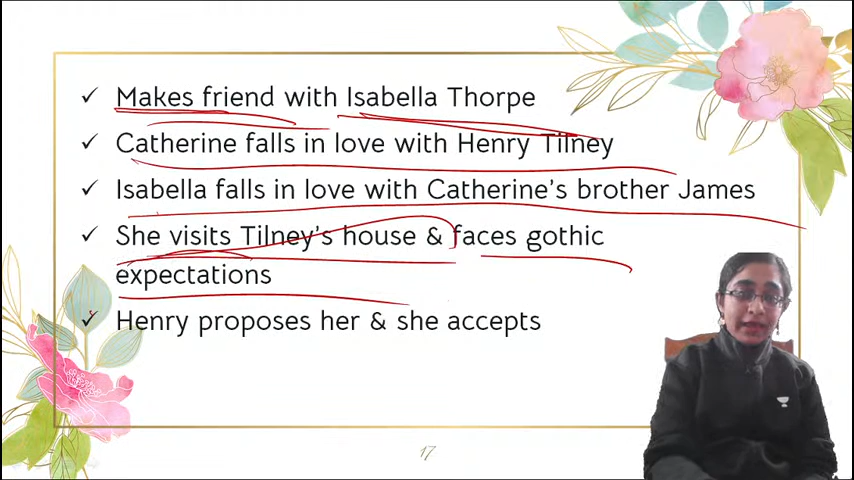 ✓ Makes friend with Isabella Thorpe
✓ Catherine falls in love with Henry Tilney
✓ Isabella falls in love with Catherine's brother James
✓ She visits Tilney's house & faces gothic
expectations
✓ Henry proposes her & she accepts
17